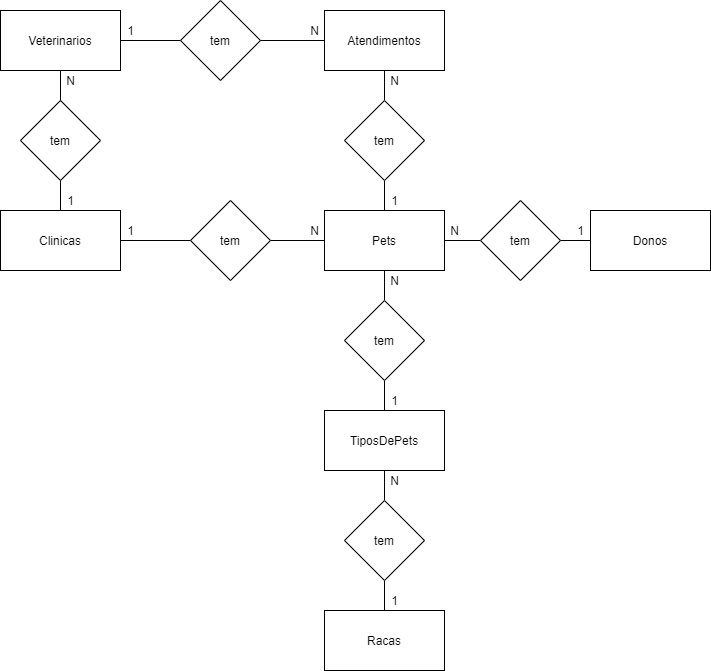 Veterinarios
1
tem
N
Atendimentos
N
N
tem
tem
1
1
Clinicas
1
tem
N
Pets
N
tem
1
Donos
N
tem
1
TiposDePets
N
tem
1
Racas